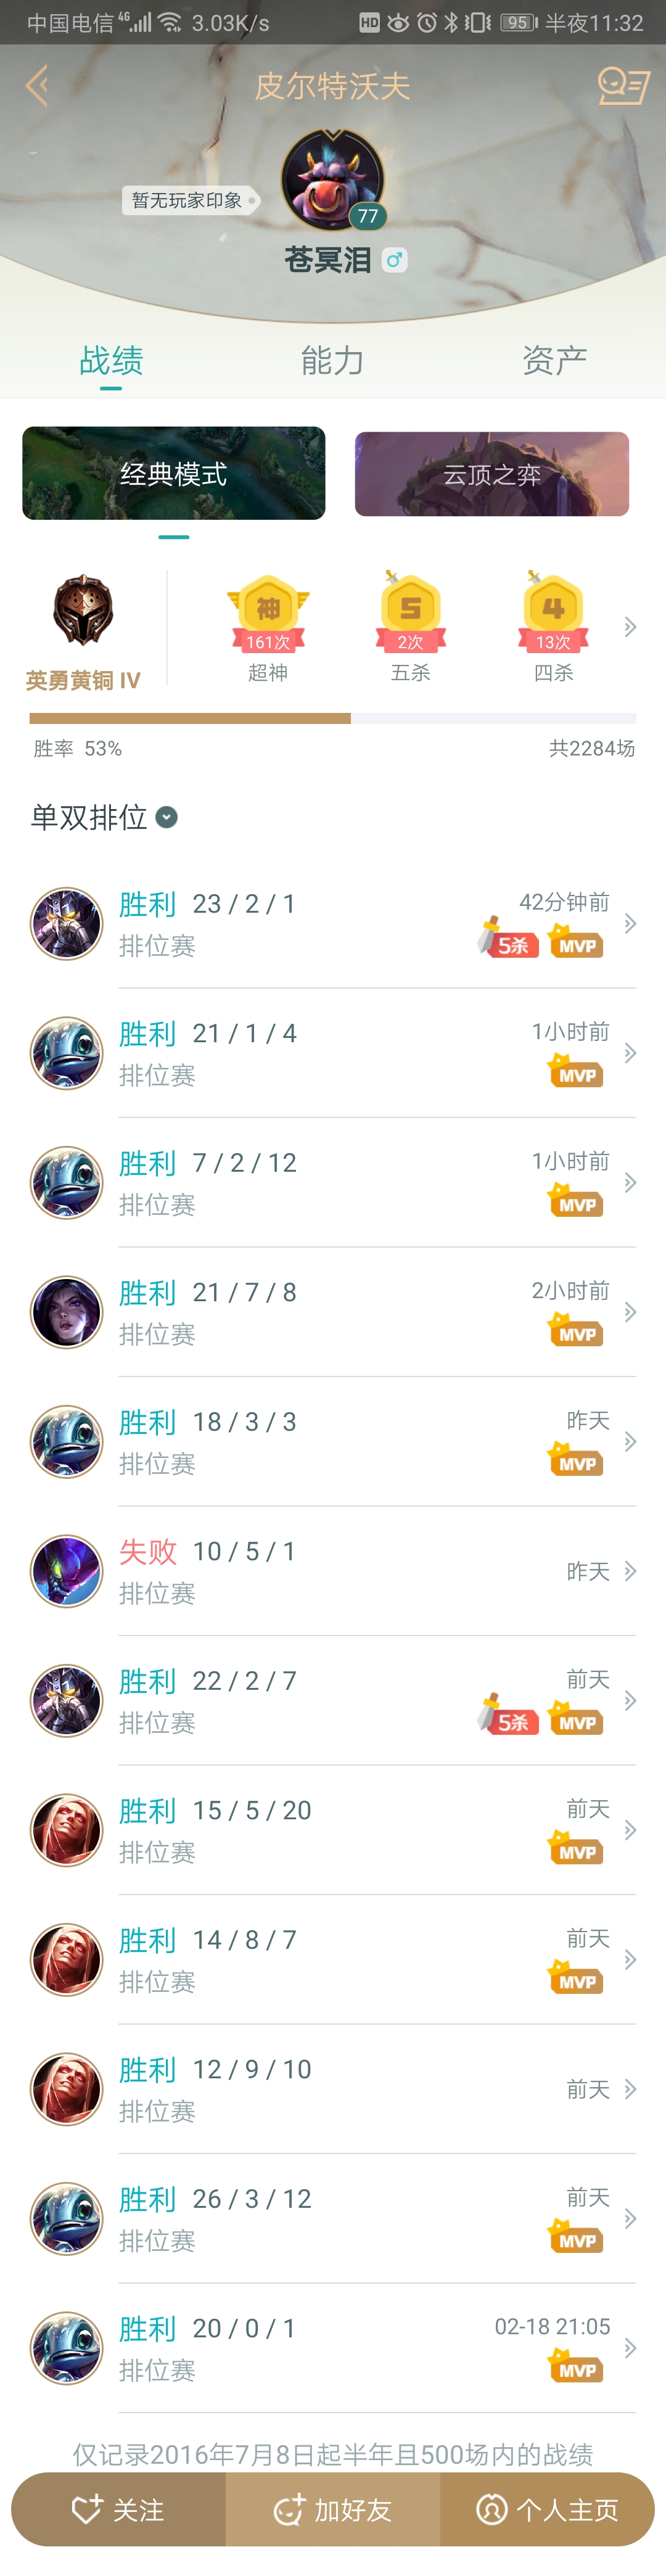 中国电信 4G 3.03K/s HD 95 半夜11:32
皮尔特沃夫
暂无玩家印象
77
苍冥泪
战绩 能力 资产
经典模式 云顶之弈
神 5 4
161次 2次 13次
英勇黄铜 IV 超神 五杀 四杀
胜率 53% 共2284场
单双排位
胜利 23 / 2 / 1 42分钟前
排位赛 5杀 MVP
胜利 21 / 1 / 4 1小时前
排位赛 MVP
胜利 7 / 2 / 12 1小时前
排位赛 MVP
胜利 21 / 7 / 8 2小时前
排位赛 MVP
胜利 18 / 3 / 3 昨天
排位赛 MVP
失败 10 / 5 / 1 昨天
排位赛
胜利 22 / 2 / 7 前天
排位赛 5杀 MVP
胜利 15 / 5 / 20 前天
排位赛 MVP
胜利 14 / 8 / 7 前天
排位赛 MVP
胜利 12 / 9 / 10 前天
排位赛
胜利 26 / 3 / 12 前天
排位赛 MVP
胜利 20 / 0 / 1 02-18 21:05
排位赛 MVP
仅记录2016年7月8日起半年且500场内的战绩
关注 加好友 个人主页